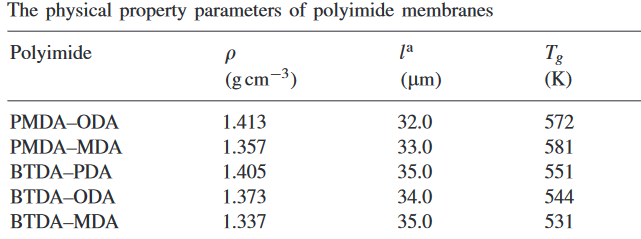 The physical property parameters of polyimide membranes
Polyimide ρ lᵃ Tg
(g cm⁻³) (μm) (K)
PMDA–ODA 1.413 32.0 572
PMDA–MDA 1.357 33.0 581
BTDA–PDA 1.405 35.0 551
BTDA–ODA 1.373 34.0 544
BTDA–MDA 1.337 35.0 531